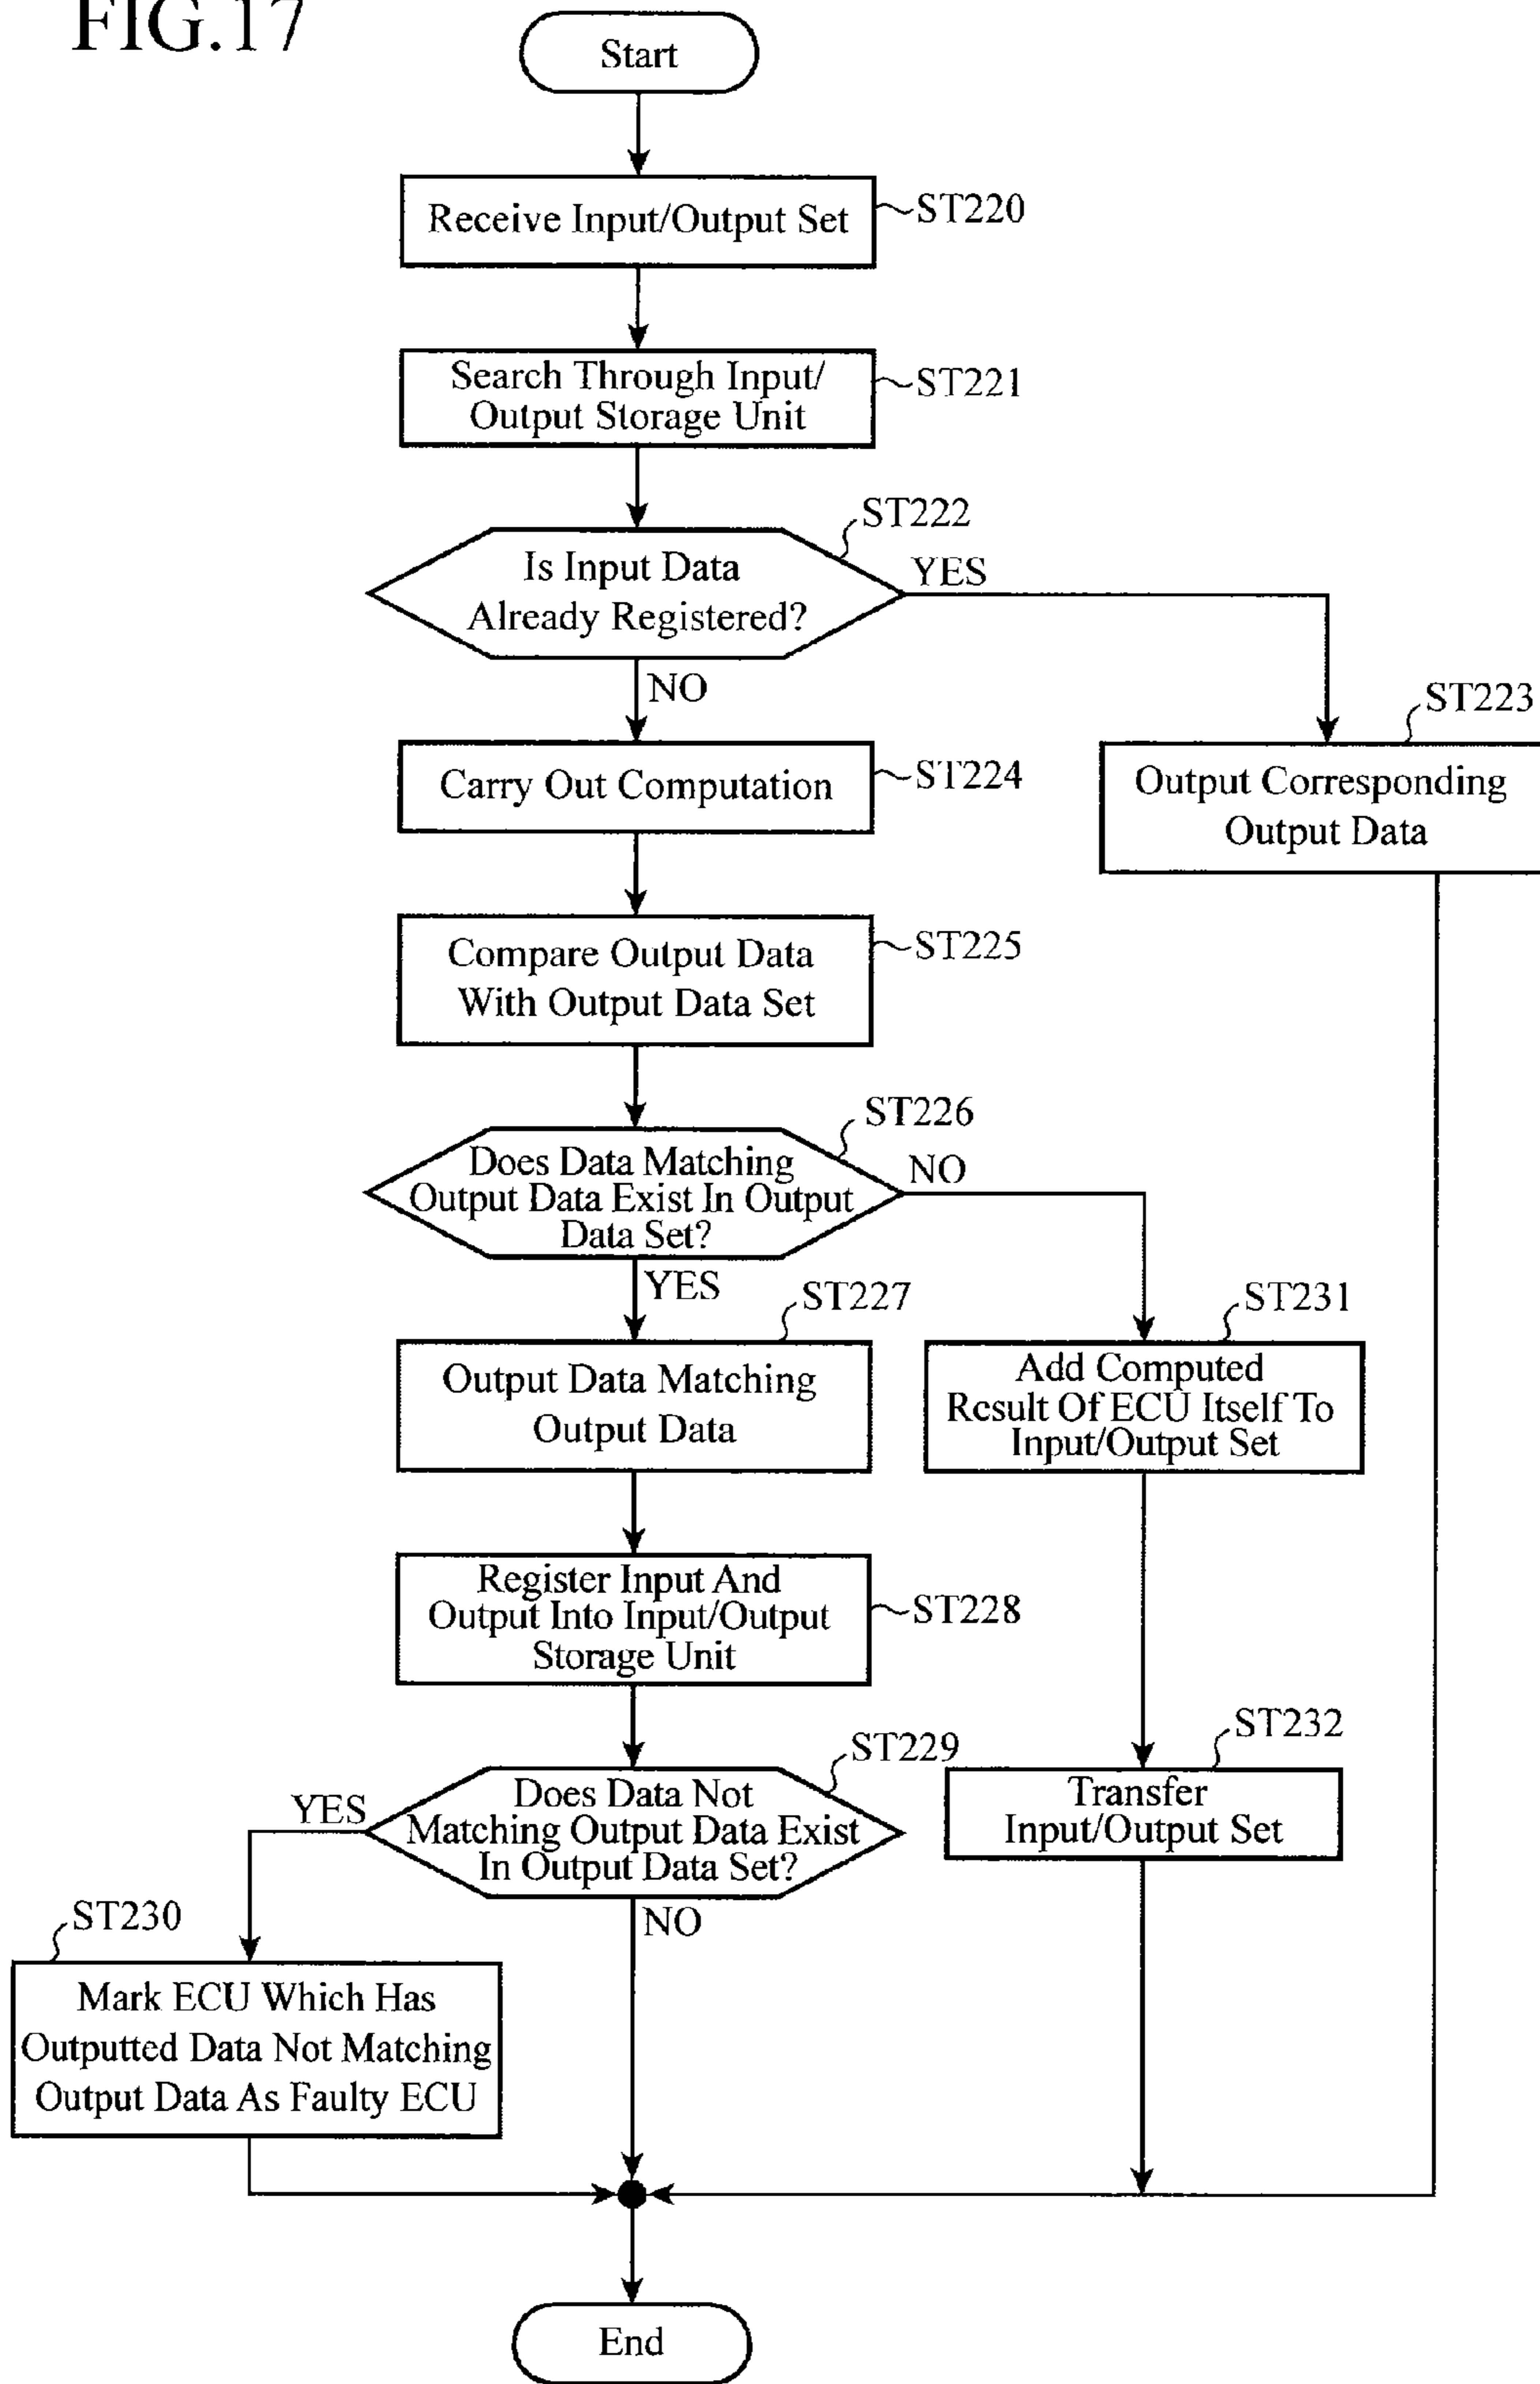 FIG.17
Start
Receive Input/Output Set
ST220
Search Through Input/
Output Storage Unit
ST221
ST222
Is Input Data
Already Registered?
YES
NO
ST223
Output Corresponding
Output Data
Carry Out Computation
ST224
Compare Output Data
With Output Data Set
ST225
ST226
Does Data Matching
Output Data Exist In Output
Data Set?
NO
YES
ST227
Output Data Matching
Output Data
ST231
Add Computed
Result Of ECU Itself To
Input/Output Set
Register Input And
Output Into Input/Output
Storage Unit
ST228
ST229
Does Data Not
Matching Output Data Exist
In Output Data Set?
YES
NO
ST232
Transfer
Input/Output Set
ST230
Mark ECU Which Has
Outputted Data Not Matching
Output Data As Faulty ECU
End